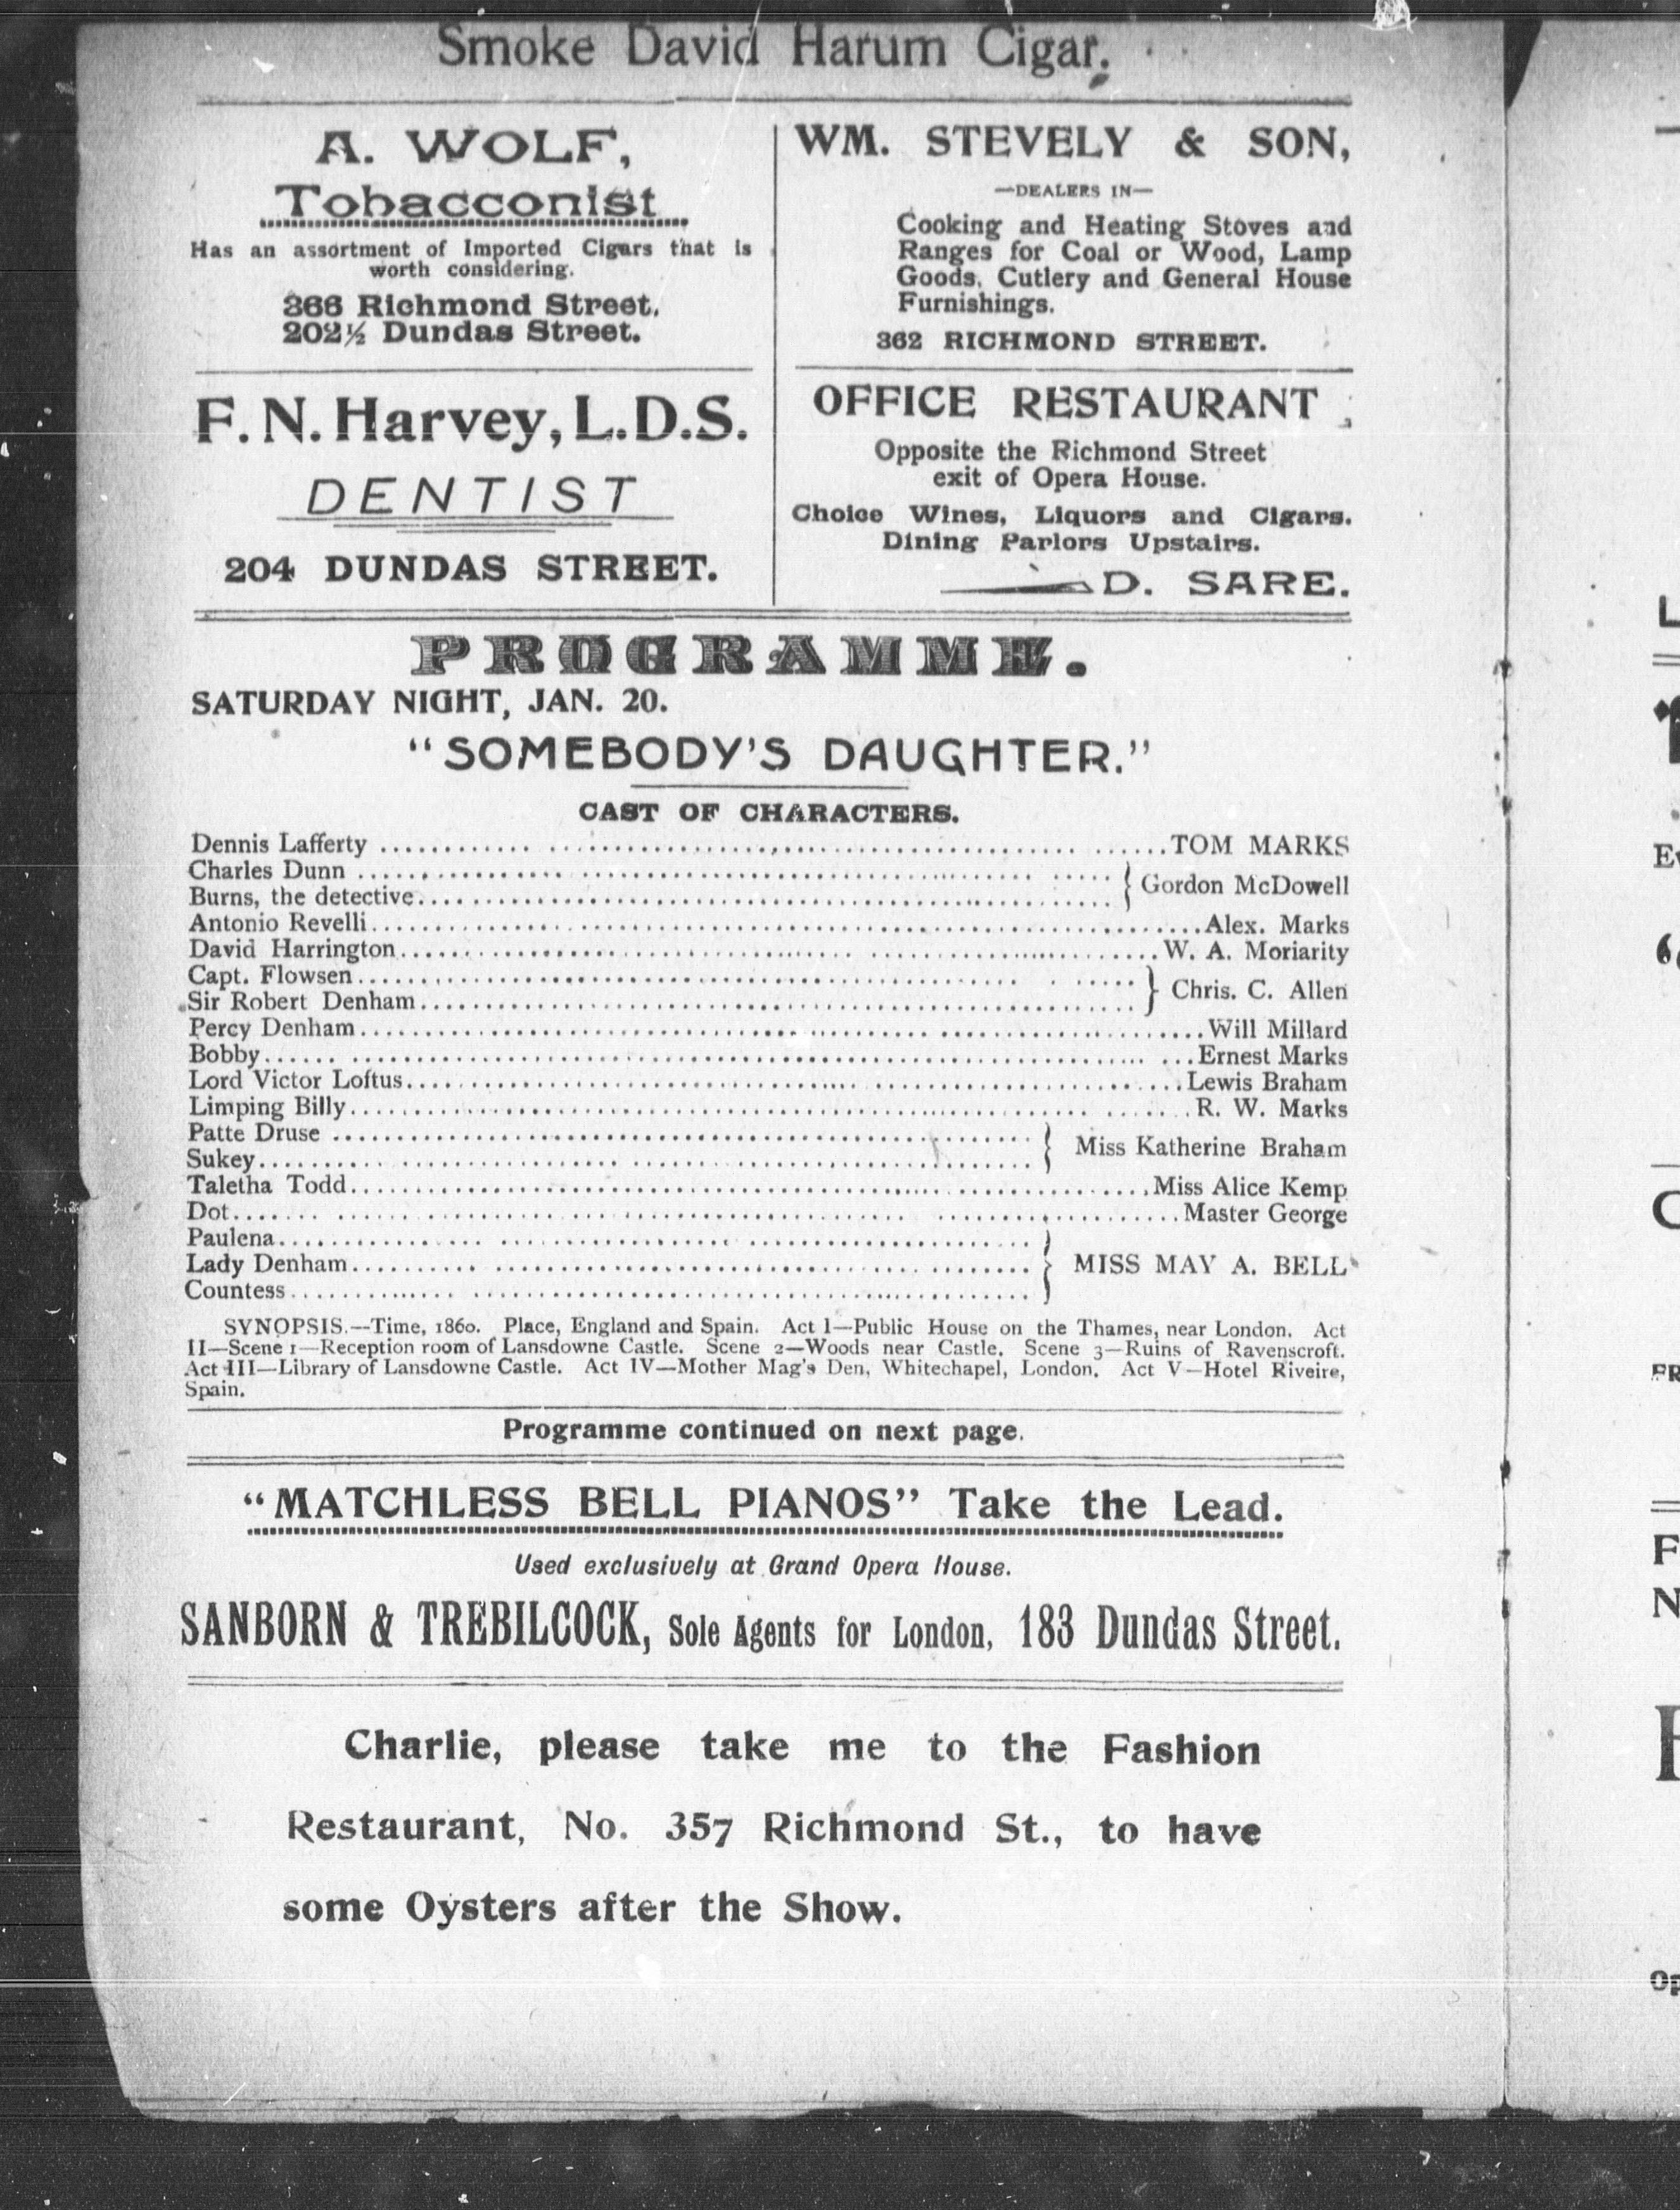 Smoke David Harum Cigar.
A. WOLF,
Tobacconist
Has an assortment of Imported Cigars that is
worth considering.
366 Richmond Street.
202½ Dundas Street.
F. N. Harvey, L.D.S.
DENTIST
204 DUNDAS STREET.
WM. STEVELY & SON,
—DEALERS IN—
Cooking and Heating Stoves and
Ranges for Coal or Wood, Lamp
Goods, Cutlery and General House
Furnishings.
362 RICHMOND STREET.
OFFICE RESTAURANT
Opposite the Richmond Street
exit of Opera House.
Choice Wines, Liquors and Cigars.
Dining Parlors Upstairs.
D. SARE.
PROGRAMME.
SATURDAY NIGHT, JAN. 20.
"SOMEBODY'S DAUGHTER."
CAST OF CHARACTERS.
Dennis Lafferty ........ TOM MARKS
Charles Dunn ........
Burns, the detective ........ } Gordon McDowell
Antonio Revelli ........ Alex. Marks
David Harrington ........ W. A. Moriarity
Capt. Flowsen ........
Sir Robert Denham ........ } Chris. C. Allen
Percy Denham ........ Will Millard
Bobby ........ Ernest Marks
Lord Victor Loftus ........ Lewis Braham
Limping Billy ........ R. W. Marks
Patte Druse ........
Sukey ........ } Miss Katherine Braham
Taletha Todd ........ Miss Alice Kemp
Dot ........ Master George
Paulena ........
Lady Denham ........ } MISS MAY A. BELL
Countess ........
SYNOPSIS.—Time, 1860. Place, England and Spain. Act I—Public House on the Thames, near London. Act
II—Scene 1—Reception room of Lansdowne Castle. Scene 2—Woods near Castle. Scene 3—Ruins of Ravenscroft.
Act III—Library of Lansdowne Castle. Act IV—Mother Mag's Den, Whitechapel, London. Act V—Hotel Riveire,
Spain.
Programme continued on next page.
"MATCHLESS BELL PIANOS" Take the Lead.
Used exclusively at Grand Opera House.
SANBORN & TREBILCOCK, Sole Agents for London, 183 Dundas Street.
Charlie, please take me to the Fashion
Restaurant, No. 357 Richmond St., to have
some Oysters after the Show.